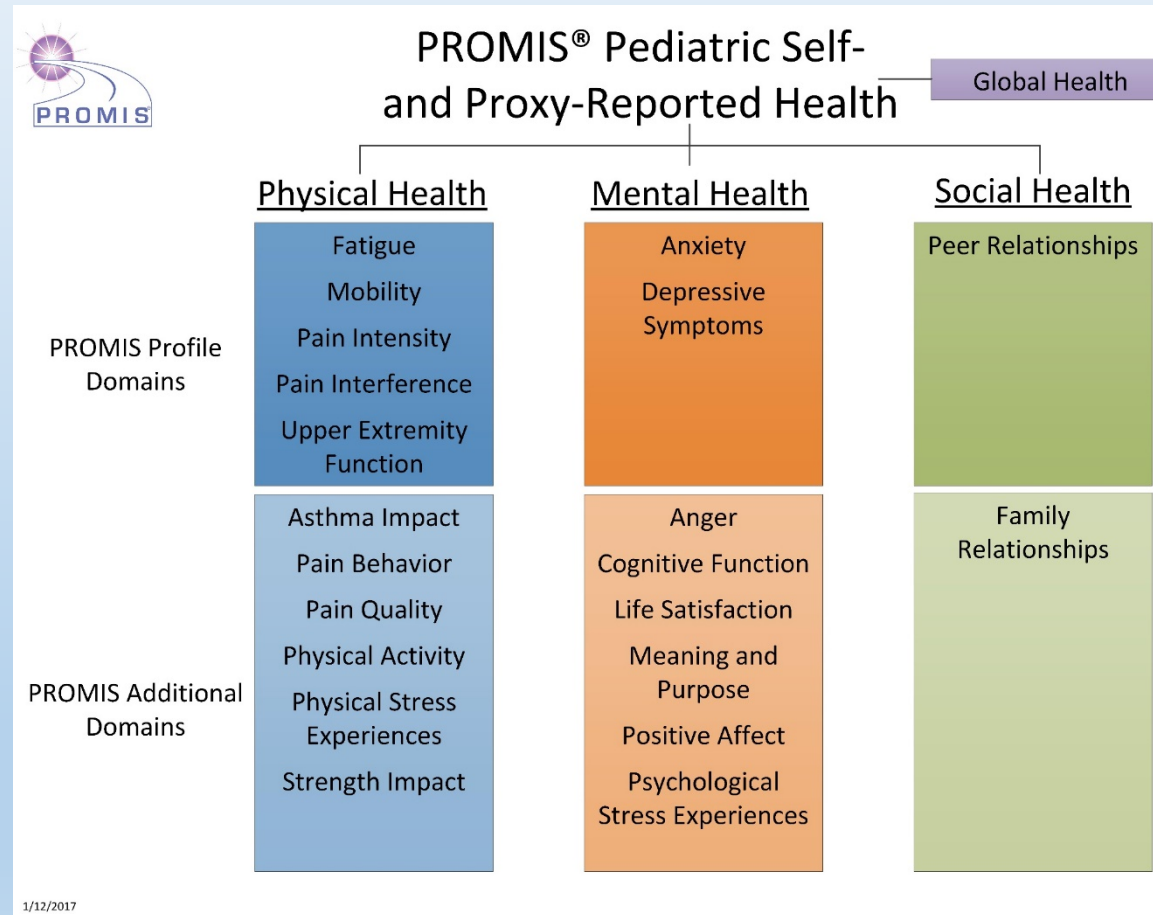 PROMIS
PROMIS® Pediatric Self-
and Proxy-Reported Health
Global Health
Physical Health
Mental Health
Social Health
PROMIS Profile
Domains
Fatigue
Mobility
Pain Intensity
Pain Interference
Upper Extremity
Function
Anxiety
Depressive
Symptoms
Peer Relationships
PROMIS Additional
Domains
Asthma Impact
Pain Behavior
Pain Quality
Physical Activity
Physical Stress
Experiences
Strength Impact
Anger
Cognitive Function
Life Satisfaction
Meaning and
Purpose
Positive Affect
Psychological
Stress Experiences
Family
Relationships
1/12/2017